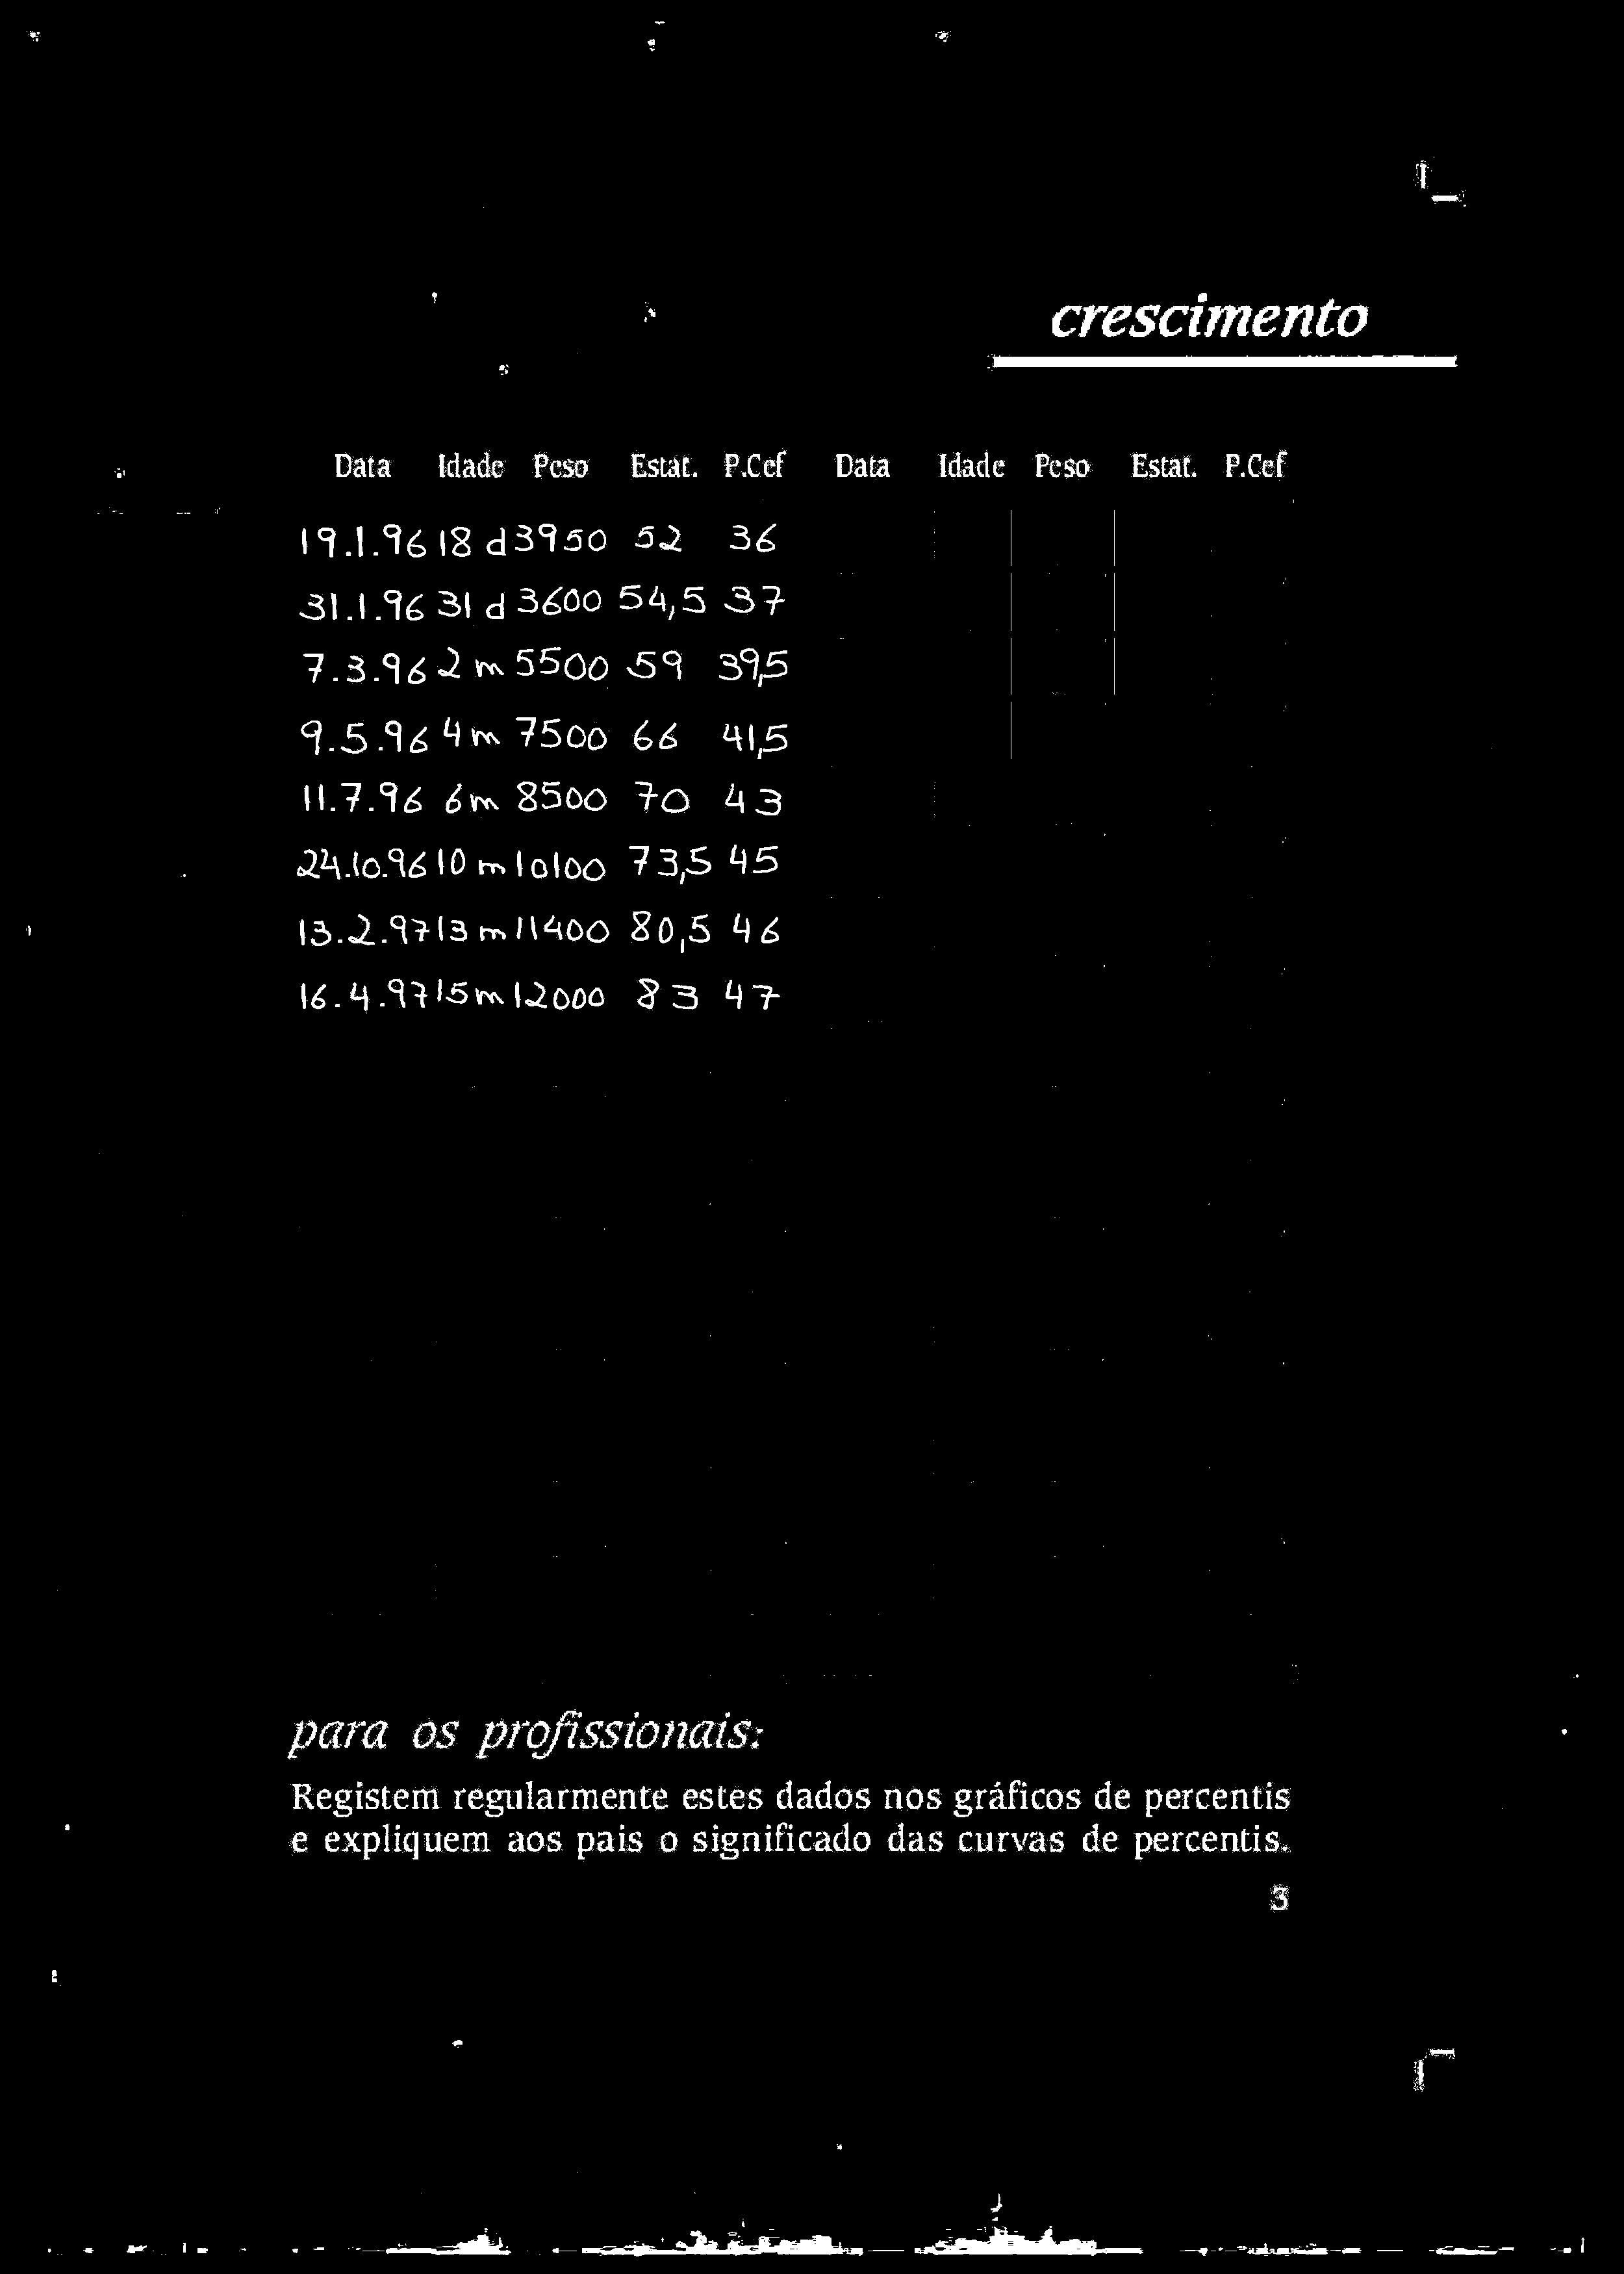 crescimento
Data Idade Peso Estat. P.Cef Data Idade Peso Estat. P.Cef
19.1.96 18 d 3950 52 36
31.1.96 31 d 3600 54,5 37
7.3.96 2 m 5500 59 39,5
9.5.96 4 m 7500 66 41,5
11.7.96 6 m 8500 70 43
24.10.96 10 m 10100 73,5 45
13.2.97 13 m 11400 80,5 46
16.4.97 15 m 12000 83 47
para os profissionais:
Registem regularmente estes dados nos gráficos de percentis
e expliquem aos pais o significado das curvas de percentis.
3